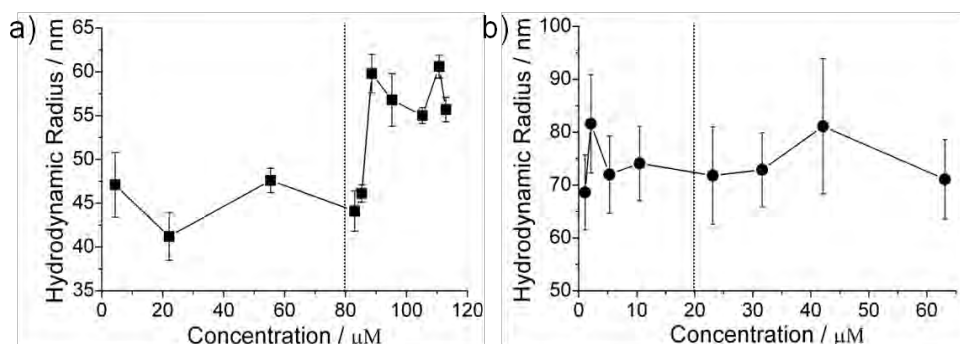 a)
Hydrodynamic Radius / nm
65
60
55
50
45
40
35
0 20 40 60 80 100 120
Concentration / μM
b)
Hydrodynamic Radius / nm
100
90
80
70
60
50
0 10 20 30 40 50 60
Concentration / μM